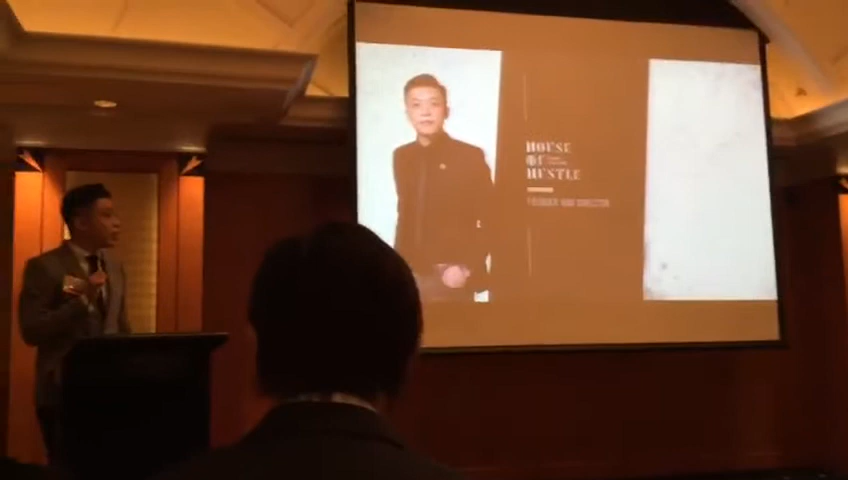 HOUSE
OF
HUSTLE
FOUNDER AND DIRECTOR